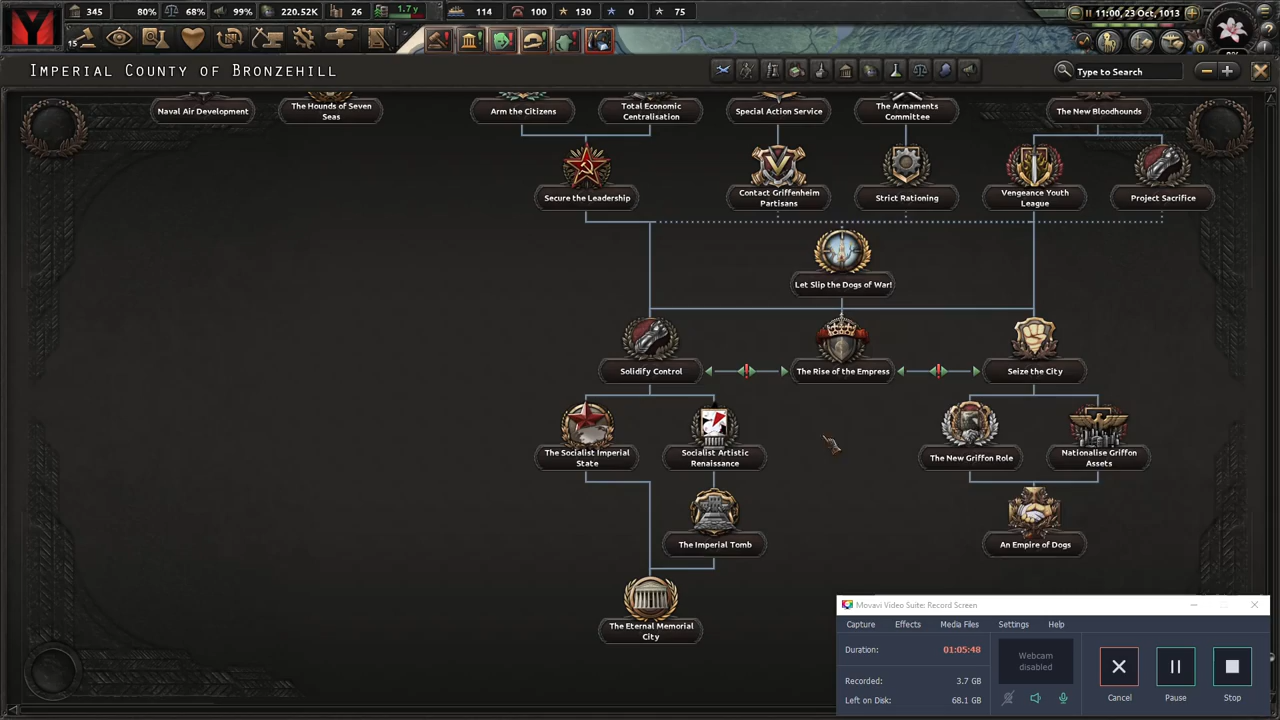 345 80% 68% 99% 220.52K 26 1.7 y 114 100 130 0 75 11:00, 23 Oct, 1013
15
0%
IMPERIAL COUNTY OF BRONZEHILL
Type to Search
Naval Air Development
The Hounds of Seven
Seas
Arm the Citizens
Total Economic
Centralisation
Special Action Service
The Armaments
Committee
The New Bloodhounds
Secure the Leadership
Contact Griffenheim
Partisans
Strict Rationing
Vengeance Youth
League
Project Sacrifice
Let Slip the Dogs of War!
Solidify Control
The Rise of the Empress
Seize the City
The Socialist Imperial
State
Socialist Artistic
Renaissance
The New Griffon Role
Nationalise Griffon
Assets
The Imperial Tomb
An Empire of Dogs
The Eternal Memorial
City
Movavi Video Suite: Record Screen
Capture Effects Media Files Settings Help
Duration: 01:05:48
Recorded: 3.7 GB
Left on Disk: 68.1 GB
Webcam
disabled
Cancel Pause Stop